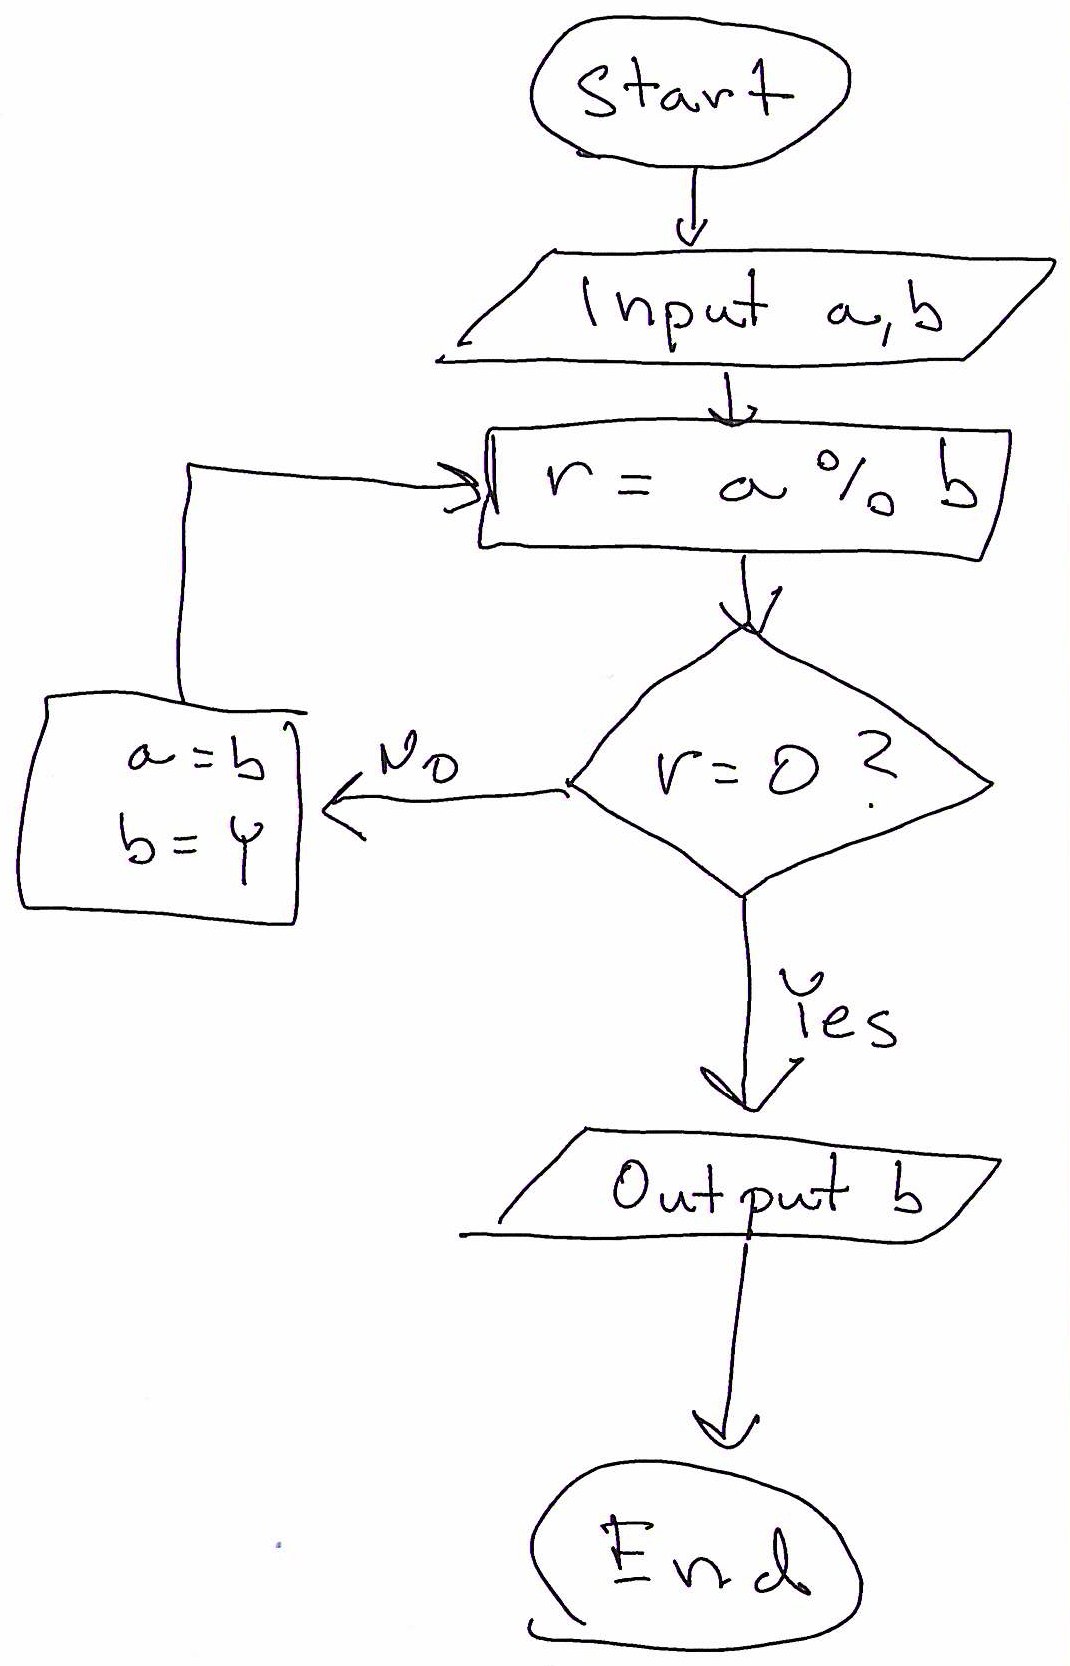 Start
Input a, b
r = a % b
r = 0 ?
No
a = b
b = r
Yes
Output b
End